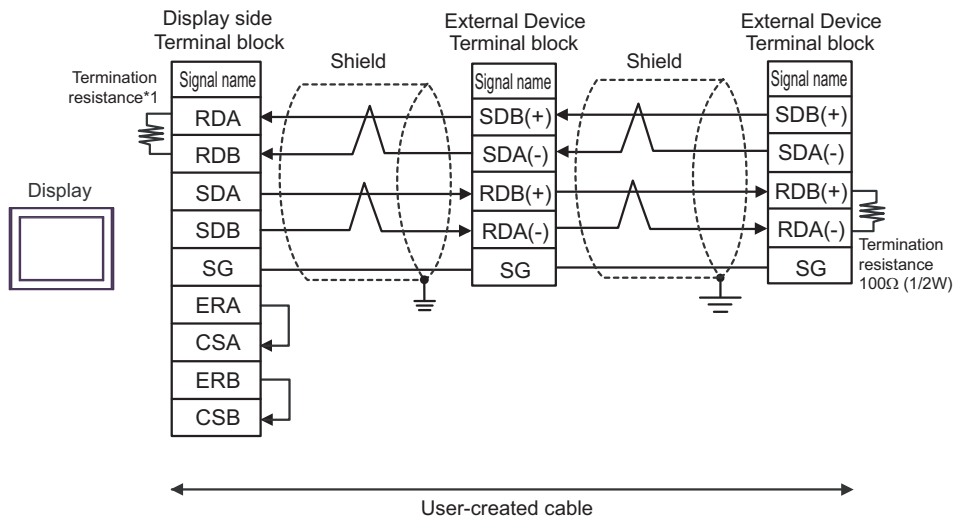 Display side
Terminal block
External Device
Terminal block
External Device
Terminal block
Shield
Shield
Termination
resistance*1
Signal name
RDA
RDB
SDA
SDB
SG
ERA
CSA
ERB
CSB
Signal name
SDB(+)
SDA(-)
RDB(+)
RDA(-)
SG
Signal name
SDB(+)
SDA(-)
RDB(+)
RDA(-)
SG
Display
Termination
resistance
100Ω (1/2W)
User-created cable